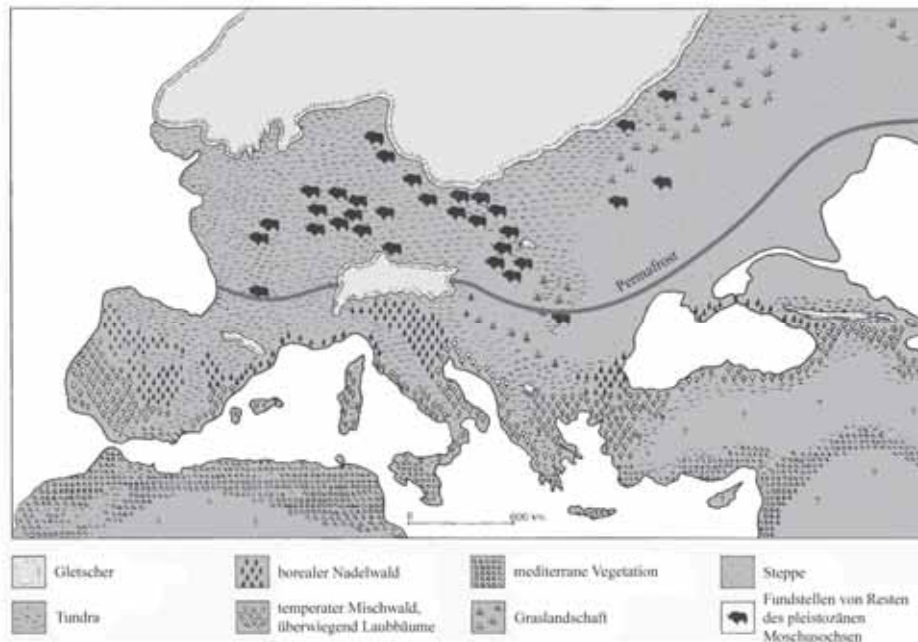 Permafrost
0 600 km
Gletscher
Tundra
borealer Nadelwald
temperater Mischwald,
überwiegend Laubbäume
mediterrane Vegetation
Graslandschaft
Steppe
Fundstellen von Resten
des pleistozänen
Moschusochsen